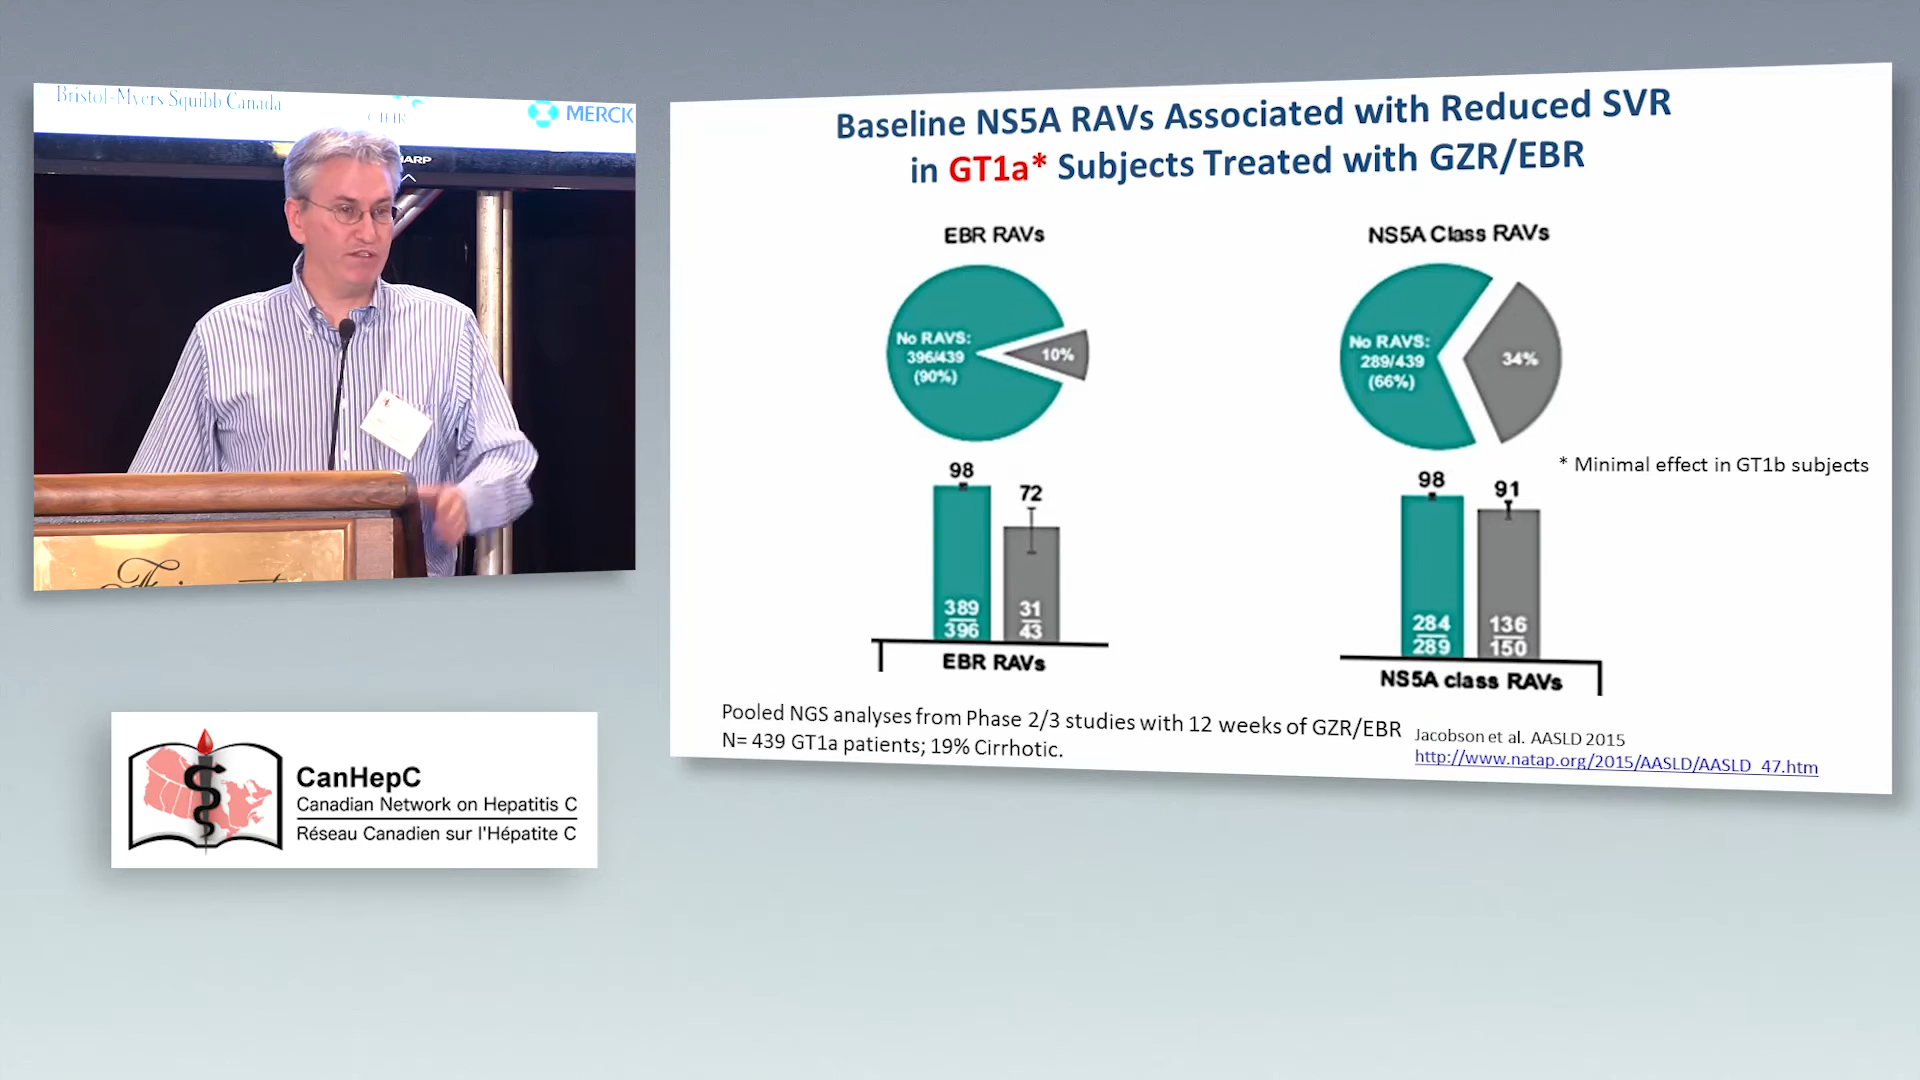 Bristol-Myers Squibb Canada
CIHR
MERCK
Baseline NS5A RAVs Associated with Reduced SVR
in GT1a* Subjects Treated with GZR/EBR
EBR RAVs
No RAVS:
396/439
(90%)
10%
NS5A Class RAVs
No RAVS:
289/439
(66%)
34%
* Minimal effect in GT1b subjects
98
72
389
396
31
43
EBR RAVs
98
91
284
289
136
150
NS5A class RAVs
Pooled NGS analyses from Phase 2/3 studies with 12 weeks of GZR/EBR
N= 439 GT1a patients; 19% Cirrhotic.
Jacobson et al. AASLD 2015
http://www.natap.org/2015/AASLD/AASLD_47.htm
CanHepC
Canadian Network on Hepatitis C
Réseau Canadien sur l'Hépatite C